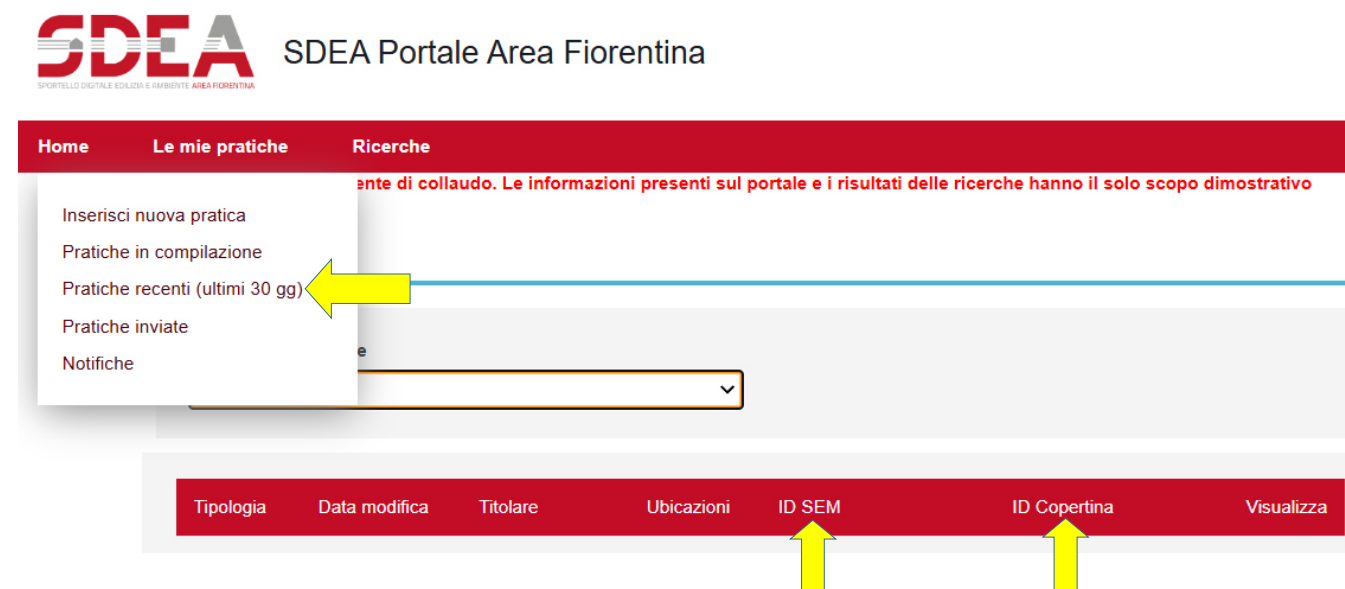 SDEA
SPORTELLO DIGITALE EDILIZIA E AMBIENTE AREA FIORENTINA
SDEA Portale Area Fiorentina
Home Le mie pratiche Ricerche
ente di collaudo. Le informazioni presenti sul portale e i risultati delle ricerche hanno il solo scopo dimostrativo
Inserisci nuova pratica
Pratiche in compilazione
Pratiche recenti (ultimi 30 gg)
Pratiche inviate
e
Notifiche
Tipologia Data modifica Titolare Ubicazioni ID SEM ID Copertina Visualizza